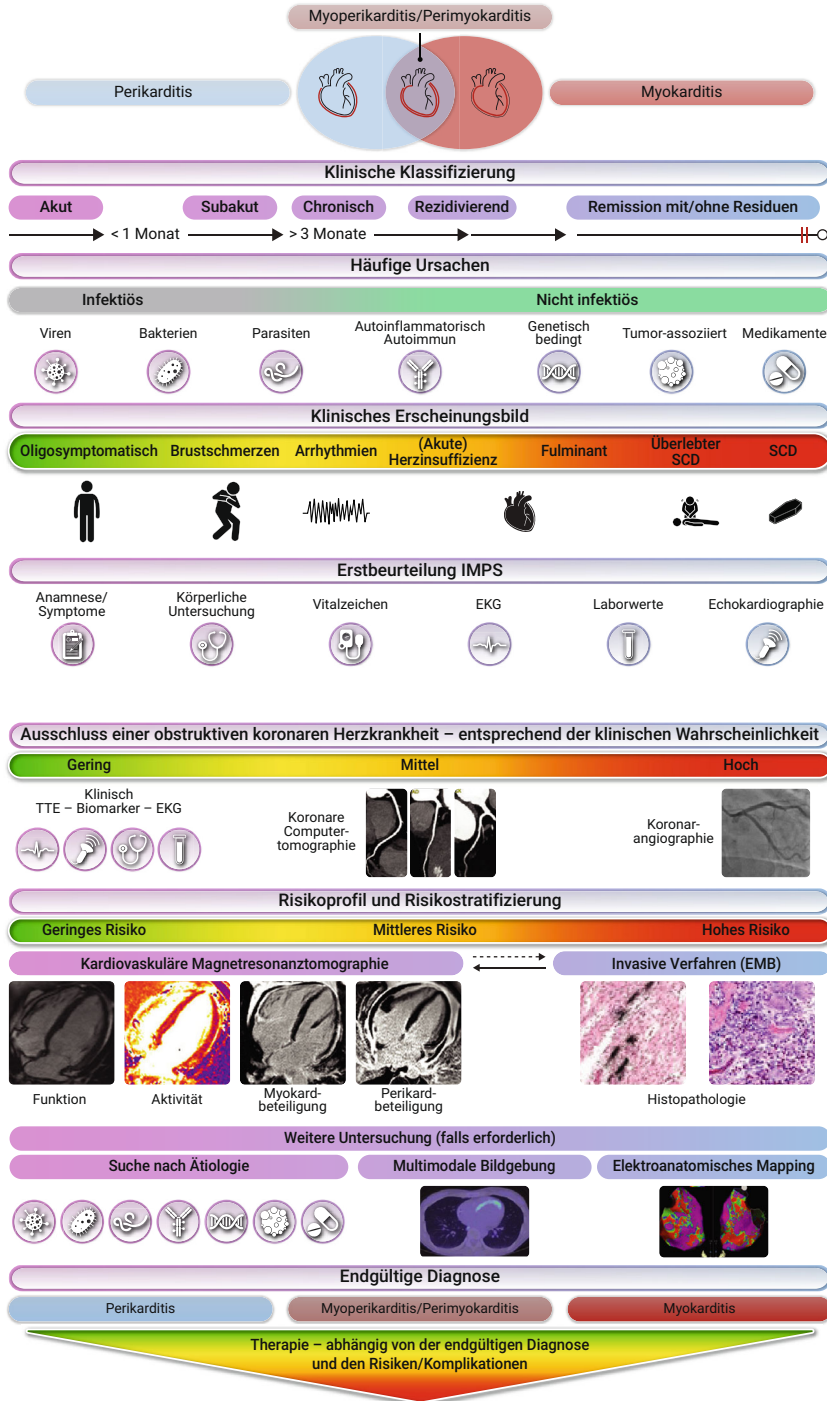 Myoperikarditis/Perimyokarditis
Perikarditis
Myokarditis
Klinische Klassifizierung
Akut
Subakut
Chronisch
Rezidivierend
Remission mit/ohne Residuen
< 1 Monat
> 3 Monate
Häufige Ursachen
Infektiös
Nicht infektiös
Viren
Bakterien
Parasiten
Autoinflammatorisch
Autoimmun
Genetisch
bedingt
Tumor-assoziiert
Medikamente
Klinisches Erscheinungsbild
Oligosymptomatisch
Brustschmerzen
Arrhythmien
(Akute)
Herzinsuffizienz
Fulminant
Überlebter
SCD
SCD
Erstbeurteilung IMPS
Anamnese/
Symptome
Körperliche
Untersuchung
Vitalzeichen
EKG
Laborwerte
Echokardiographie
Ausschluss einer obstruktiven koronaren Herzkrankheit – entsprechend der klinischen Wahrscheinlichkeit
Gering
Mittel
Hoch
Klinisch
TTE – Biomarker – EKG
Koronare
Computer-
tomographie
Koronar-
angiographie
Risikoprofil und Risikostratifizierung
Geringes Risiko
Mittleres Risiko
Hohes Risiko
Kardiovaskuläre Magnetresonanztomographie
Invasive Verfahren (EMB)
Funktion
Aktivität
Myokard-
beteiligung
Perikard-
beteiligung
Histopathologie
Weitere Untersuchung (falls erforderlich)
Suche nach Ätiologie
Multimodale Bildgebung
Elektroanatomisches Mapping
Endgültige Diagnose
Perikarditis
Myoperikarditis/Perimyokarditis
Myokarditis
Therapie – abhängig von der endgültigen Diagnose
und den Risiken/Komplikationen